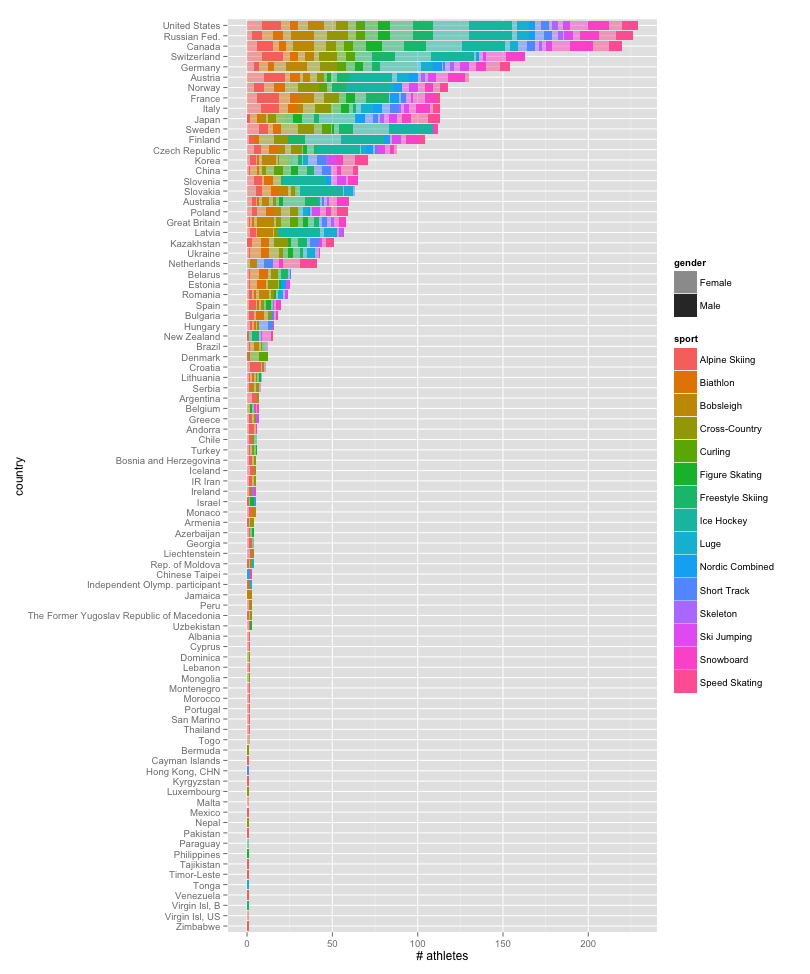 country
United States
Russian Fed.
Canada
Switzerland
Germany
Austria
Norway
France
Italy
Japan
Sweden
Finland
Czech Republic
Korea
China
Slovenia
Slovakia
Australia
Poland
Great Britain
Latvia
Kazakhstan
Ukraine
Netherlands
Belarus
Estonia
Romania
Spain
Bulgaria
Hungary
New Zealand
Brazil
Denmark
Croatia
Lithuania
Serbia
Argentina
Belgium
Greece
Andorra
Chile
Turkey
Bosnia and Herzegovina
Iceland
IR Iran
Ireland
Israel
Monaco
Armenia
Azerbaijan
Georgia
Liechtenstein
Rep. of Moldova
Chinese Taipei
Independent Olymp. participant
Jamaica
Peru
The Former Yugoslav Republic of Macedonia
Uzbekistan
Albania
Cyprus
Dominica
Lebanon
Mongolia
Montenegro
Morocco
Portugal
San Marino
Thailand
Togo
Bermuda
Cayman Islands
Hong Kong, CHN
Kyrgyzstan
Luxembourg
Malta
Mexico
Nepal
Pakistan
Paraguay
Philippines
Tajikistan
Timor-Leste
Tonga
Venezuela
Virgin Isl, B
Virgin Isl, US
Zimbabwe
0 50 100 150 200
# athletes
gender
Female
Male
sport
Alpine Skiing
Biathlon
Bobsleigh
Cross-Country
Curling
Figure Skating
Freestyle Skiing
Ice Hockey
Luge
Nordic Combined
Short Track
Skeleton
Ski Jumping
Snowboard
Speed Skating